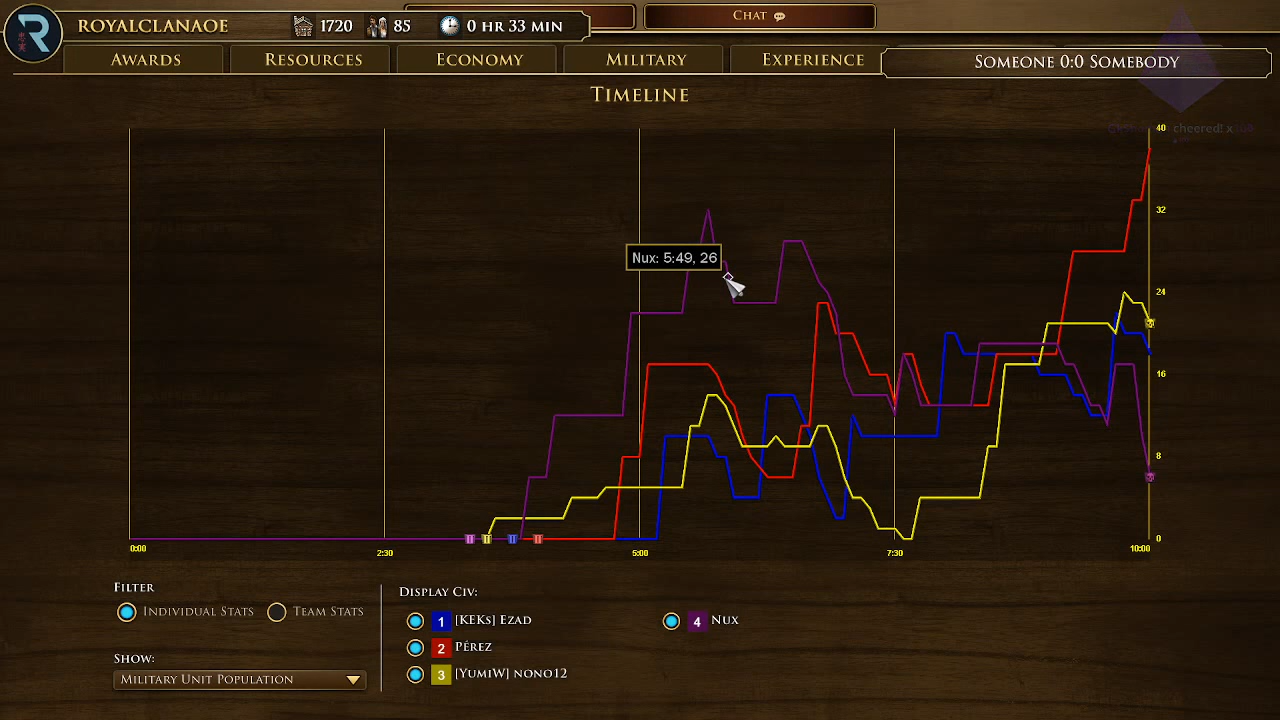 ROYALCLANAOE
1720
85
0 HR 33 MIN
CHAT
AWARDS
RESOURCES
ECONOMY
MILITARY
EXPERIENCE
SOMEONE 0:0 SOMEBODY
TIMELINE
cheered! x
40
32
24
16
8
0
Nux: 5:49, 26
0:00
2:30
5:00
7:30
10:00
FILTER
INDIVIDUAL STATS
TEAM STATS
SHOW:
MILITARY UNIT POPULATION
DISPLAY CIV:
1 [KEKs] EZAD
2 PÉREZ
3 [YUMIW] NONO12
4 NUX